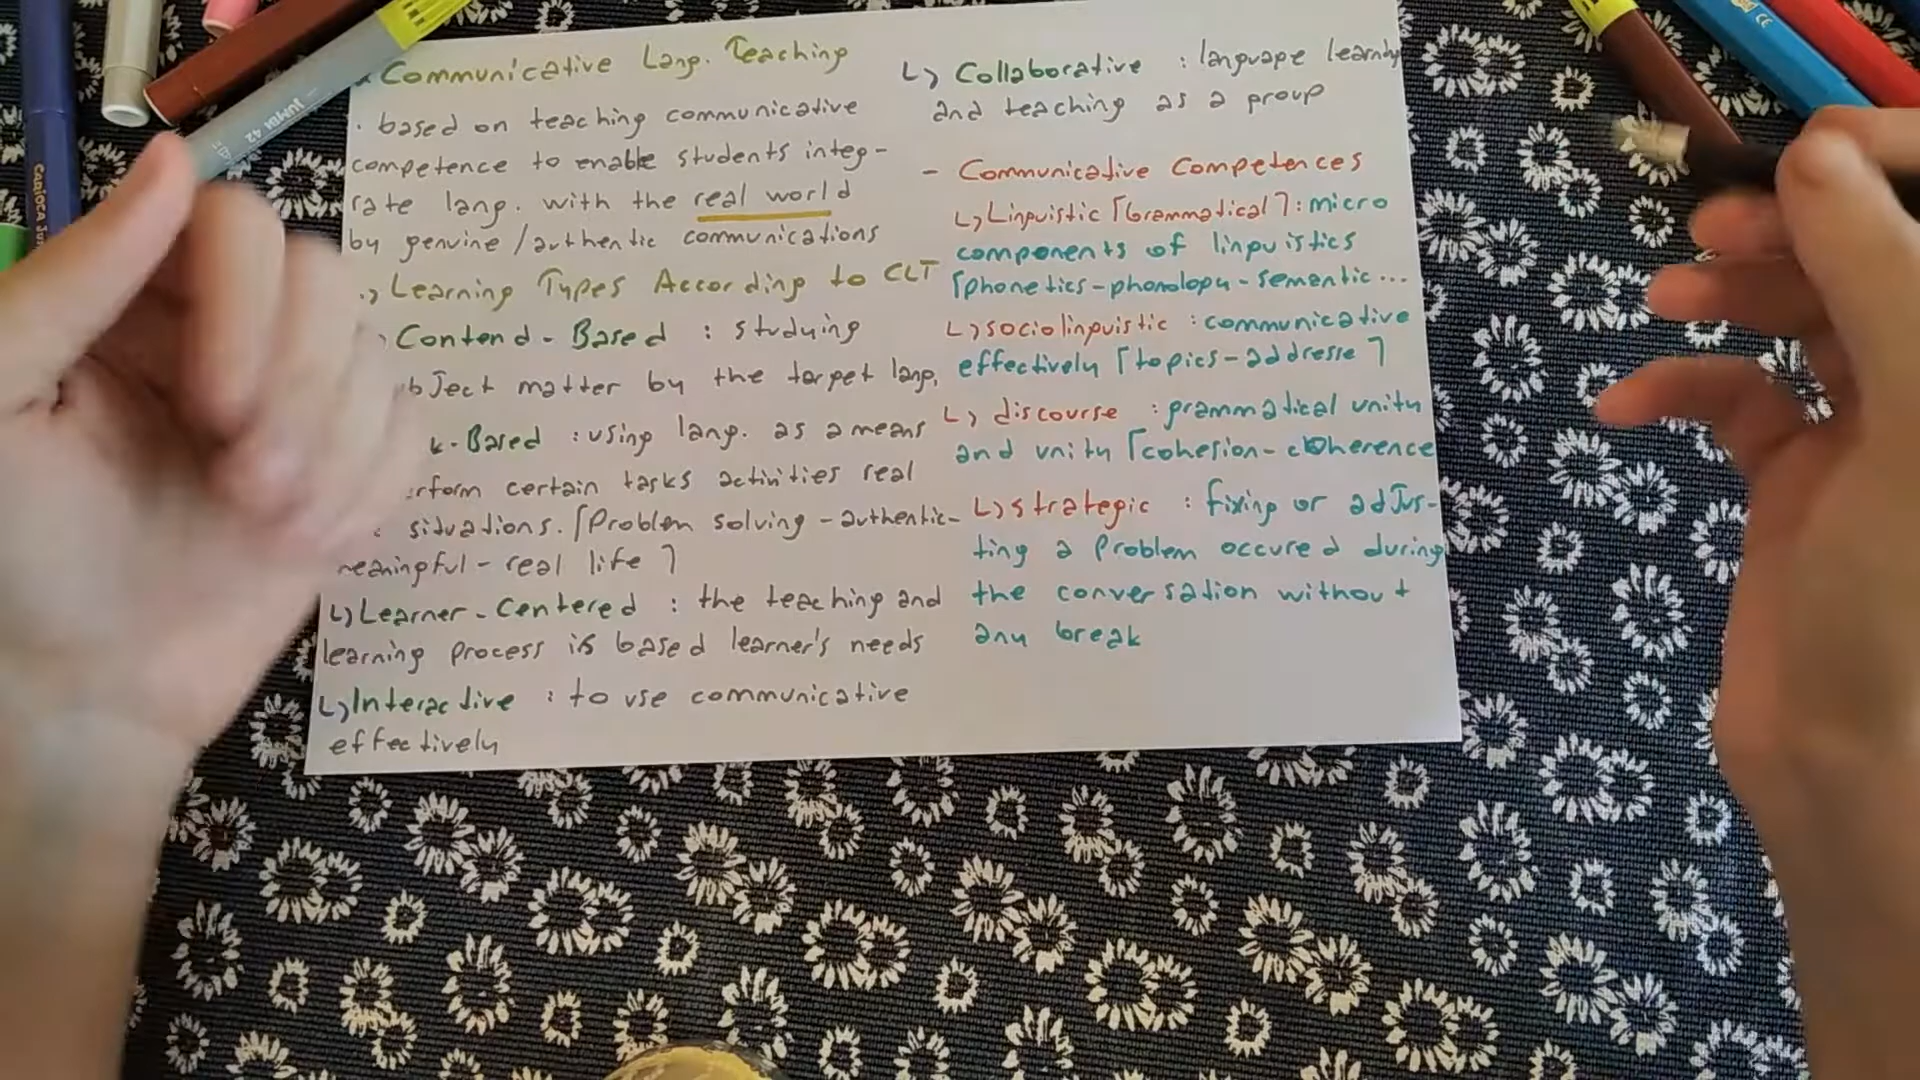 Communicative Lang. Teaching
· based on teaching communicative
competence to enable students integ-
rate lang. with the real world
by genuine / authentic communications
Learning Types According to CLT
Contend-Based : studying
bject matter by the target lang.
k-Based : using lang. as a means
rform certain tasks activities real
situations. [Problem solving - authentic-
meaningful - real life ]
↳ Learner-Centered : the teaching and
learning process is based learner's needs
↳ Interactive : to use communicative
effectively
↳ Collaborative : language learning
and teaching as a group
- Communicative Competences
↳ Linguistic [Grammatical] : micro
components of linguistics
[phonetics - phonology - semantic ...
↳ sociolinguistic : communicative
effectively [topics - addresse ]
↳ discourse : grammatical unity
and unity [cohesion - coherence
↳ strategic : fixing or adjus-
ting a Problem occured during
the conversation without
any break
CARIOCA
JUMBO 42